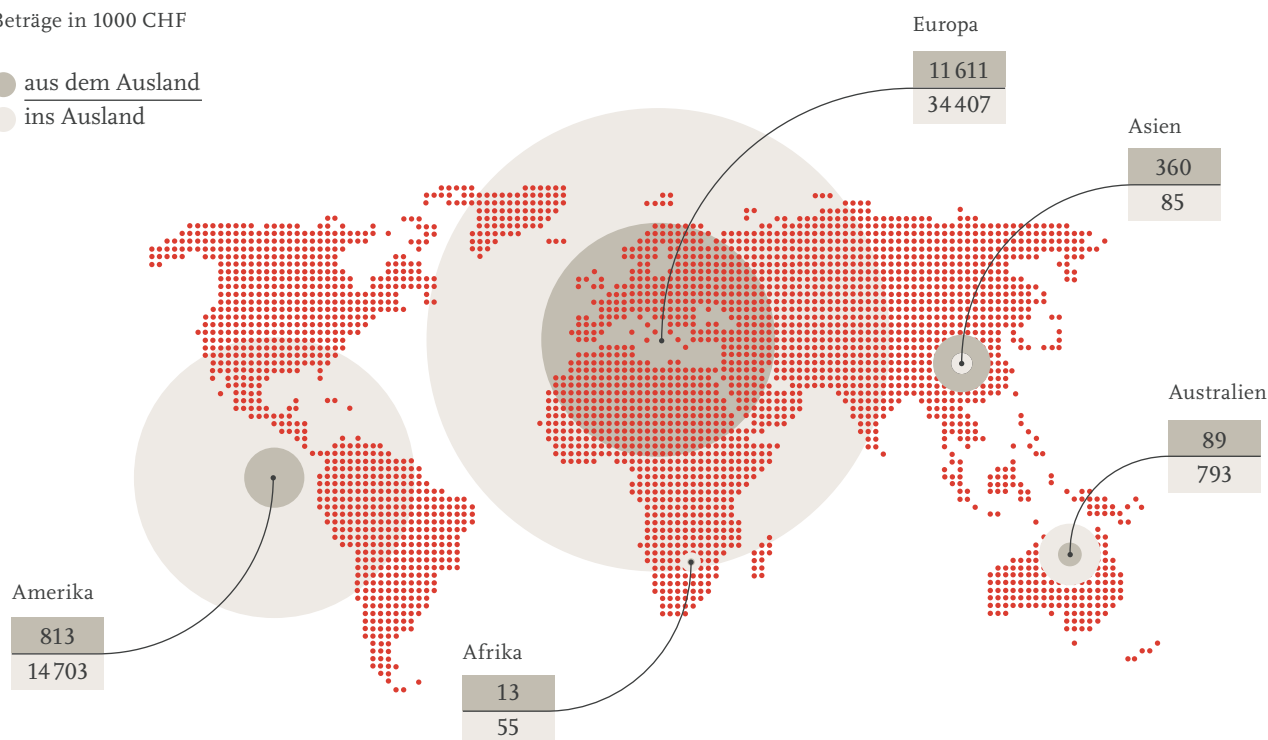 Beträge in 1000 CHF
aus dem Ausland
ins Ausland
Europa
11 611
34 407
Asien
360
85
Australien
89
793
Amerika
813
14 703
Afrika
13
55